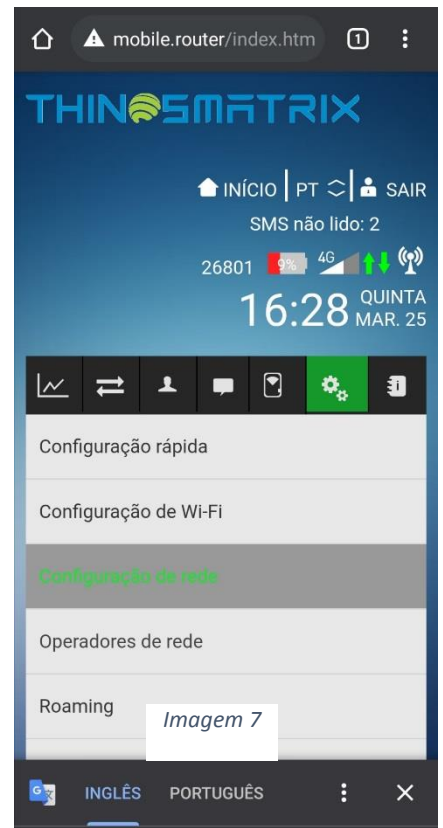 mobile.router/index.htm 1
THINOSMATRIX
INÍCIO PT SAIR
SMS não lido: 2
26801 9% 4G
16:28 QUINTA
MAR. 25
Configuração rápida
Configuração de Wi-Fi
Configuração de rede
Operadores de rede
Roaming
Imagem 7
INGLÊS PORTUGUÊS